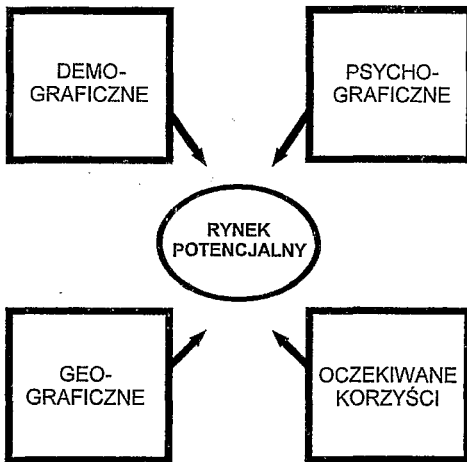 DEMO-
GRAFICZNE
PSYCHO-
GRAFICZNE
RYNEK
POTENCJALNY
GEO-
GRAFICZNE
OCZEKIWANE
KORZYŚCI